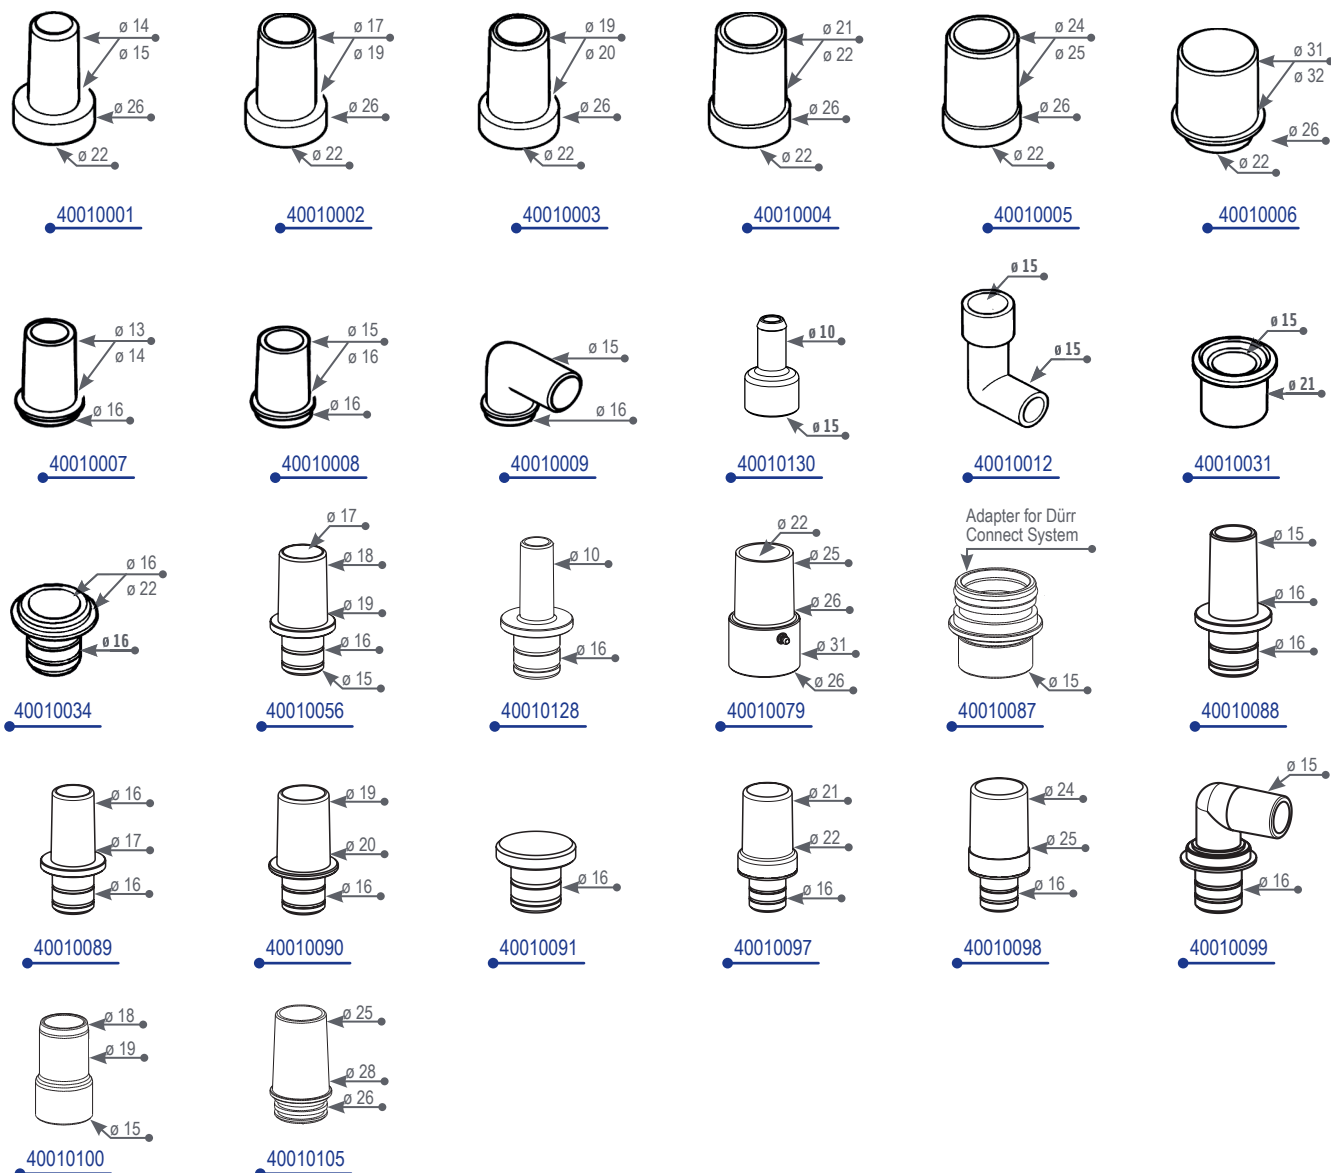 ø 14
ø 15
ø 26
ø 22
40010001
ø 17
ø 19
ø 26
ø 22
40010002
ø 19
ø 20
ø 26
ø 22
40010003
ø 21
ø 22
ø 26
ø 22
40010004
ø 24
ø 25
ø 26
ø 22
40010005
ø 31
ø 32
ø 26
ø 22
40010006
ø 13
ø 14
ø 16
40010007
ø 15
ø 16
ø 16
40010008
ø 15
ø 16
40010009
ø 10
ø 15
40010130
ø 15
ø 15
40010012
ø 15
ø 21
40010031
ø 16
ø 22
ø 16
40010034
ø 17
ø 18
ø 19
ø 16
ø 15
40010056
ø 10
ø 16
40010128
ø 22
ø 25
ø 26
ø 31
ø 26
40010079
Adapter for Dürr
Connect System
ø 15
40010087
ø 15
ø 16
ø 16
40010088
ø 16
ø 17
ø 16
40010089
ø 19
ø 20
ø 16
40010090
ø 16
40010091
ø 21
ø 22
ø 16
40010097
ø 24
ø 25
ø 16
40010098
ø 15
ø 16
40010099
ø 18
ø 19
ø 15
40010100
ø 25
ø 28
ø 26
40010105